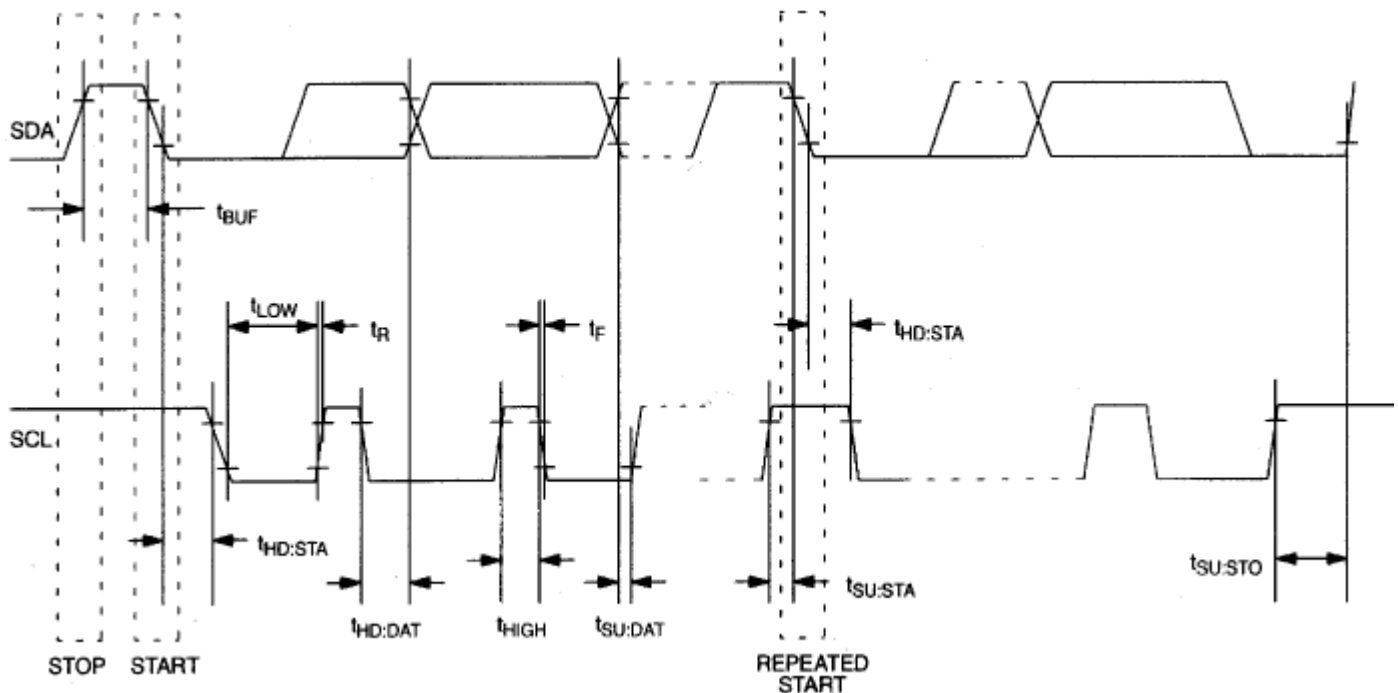 SDA
tBUF
tLOW
tR
tF
tHD:STA
SCL
tHD:STA
tHD:DAT
tHIGH
tSU:DAT
tSU:STA
tSU:STO
STOP
START
REPEATED
START